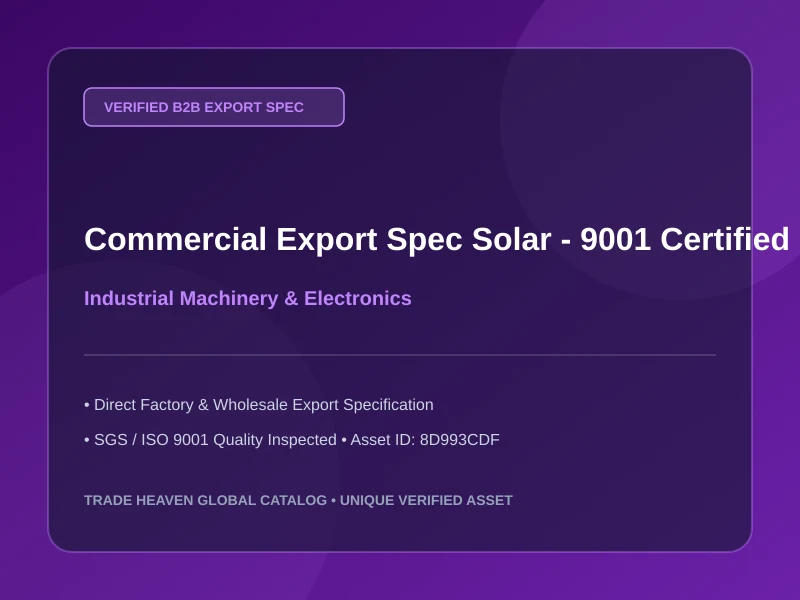 VERIFIED B2B EXPORT SPEC
Commercial Export Spec Solar - 9001 Certified
Industrial Machinery & Electronics
• Direct Factory & Wholesale Export Specification
• SGS / ISO 9001 Quality Inspected • Asset ID: 8D993CDF
TRADE HEAVEN GLOBAL CATALOG • UNIQUE VERIFIED ASSET